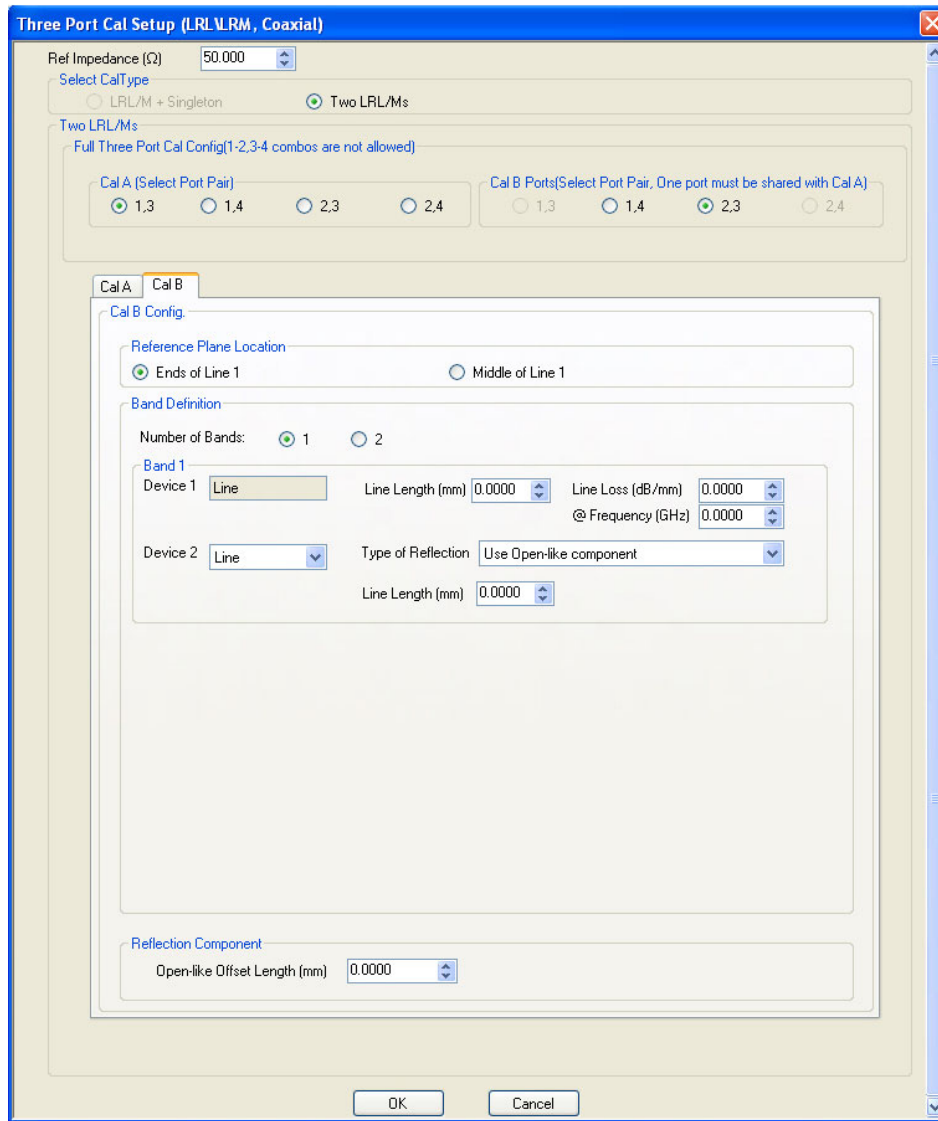 Three Port Cal Setup (LRL\LRM, Coaxial)
Ref Impedance (Ω) 50.000
Select CalType
LRL/M + Singleton Two LRL/Ms
Two LRL/Ms
Full Three Port Cal Config(1-2,3-4 combos are not allowed)
Cal A (Select Port Pair) Cal B Ports(Select Port Pair, One port must be shared with Cal A)
1,3 1,4 2,3 2,4 1,3 1,4 2,3 2,4
Cal A Cal B
Cal B Config.
Reference Plane Location
Ends of Line 1 Middle of Line 1
Band Definition
Number of Bands: 1 2
Band 1
Device 1 Line Line Length (mm) 0.0000 Line Loss (dB/mm) 0.0000
@ Frequency (GHz) 0.0000
Device 2 Line Type of Reflection Use Open-like component
Line Length (mm) 0.0000
Reflection Component
Open-like Offset Length (mm) 0.0000
OK Cancel